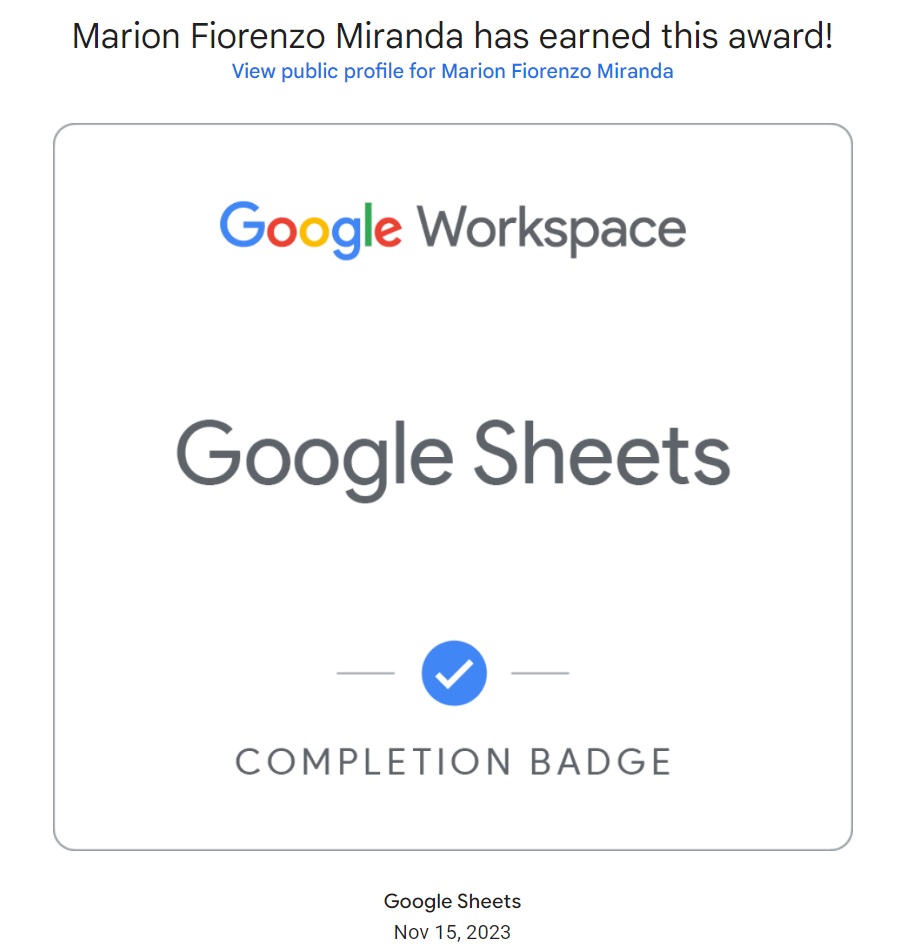 Marion Fiorenzo Miranda has earned this award!
View public profile for Marion Fiorenzo Miranda
Google Workspace
Google Sheets
COMPLETION BADGE
Google Sheets
Nov 15, 2023